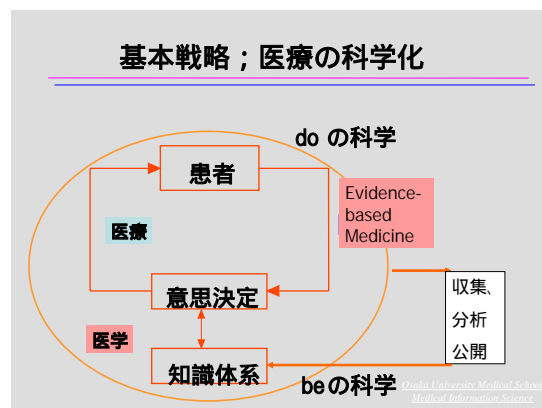 基本戦略；医療の科学化
do の科学
患者
Evidence-
based
Medicine
医療
意思決定
収集、
分析
公開
医学
知識体系
beの科学
Osaka University Medical School
Medical Information Science